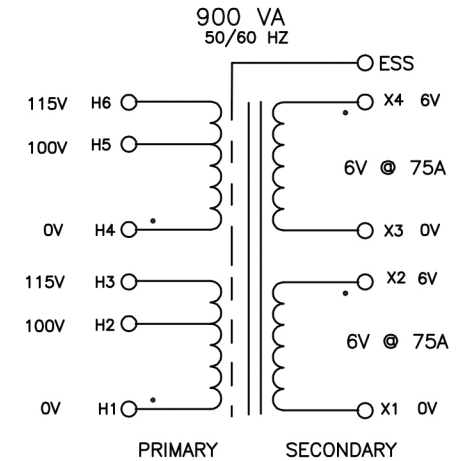 900 VA
50/60 HZ
ESS
115V H6
X4 6V
100V H5
6V @ 75A
0V H4
X3 0V
115V H3
X2 6V
100V H2
6V @ 75A
0V H1
X1 0V
PRIMARY
SECONDARY